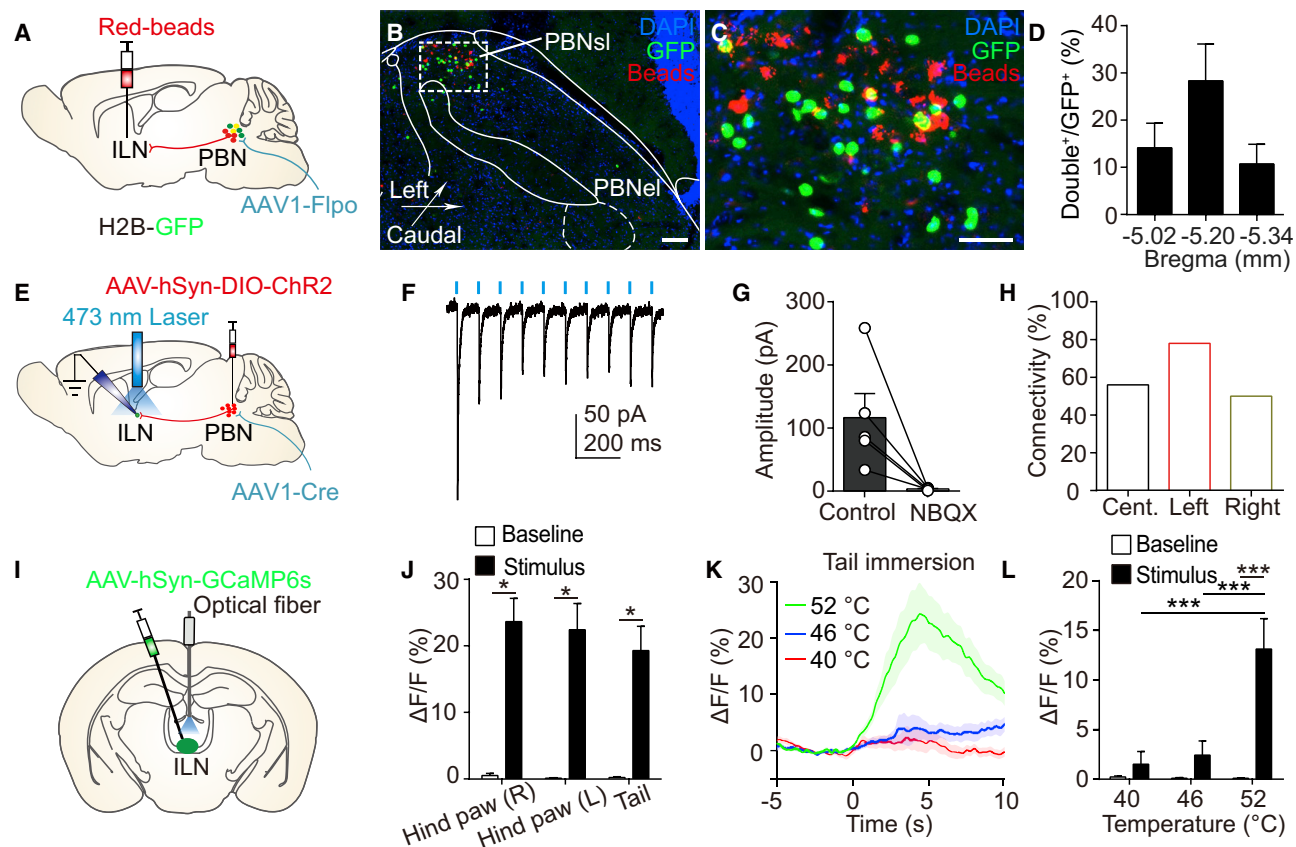 A
Red-beads
ILN
PBN
AAV1-Flpo
H2B-GFP
B
PBNsl
DAPI
GFP
Beads
PBNel
Left
Caudal
C
DAPI
GFP
Beads
D
Double+/GFP+ (%)
40
30
20
10
0
-5.02 -5.20 -5.34
Bregma (mm)
E
AAV-hSyn-DIO-ChR2
473 nm Laser
ILN
PBN
AAV1-Cre
F
50 pA
200 ms
G
Amplitude (pA)
300
200
100
0
Control NBQX
H
Connectivity (%)
100
80
60
40
20
0
Cent. Left Right
I
AAV-hSyn-GCaMP6s
Optical fiber
ILN
J
Baseline
Stimulus
ΔF/F (%)
30
20
10
0
* * *
Hind paw (R)
Hind paw (L)
Tail
K
Tail immersion
52 °C
46 °C
40 °C
ΔF/F (%)
30
20
10
0
-5 0 5 10
Time (s)
L
Baseline
Stimulus
***
***
***
ΔF/F (%)
20
15
10
5
0
40 46 52
Temperature (°C)